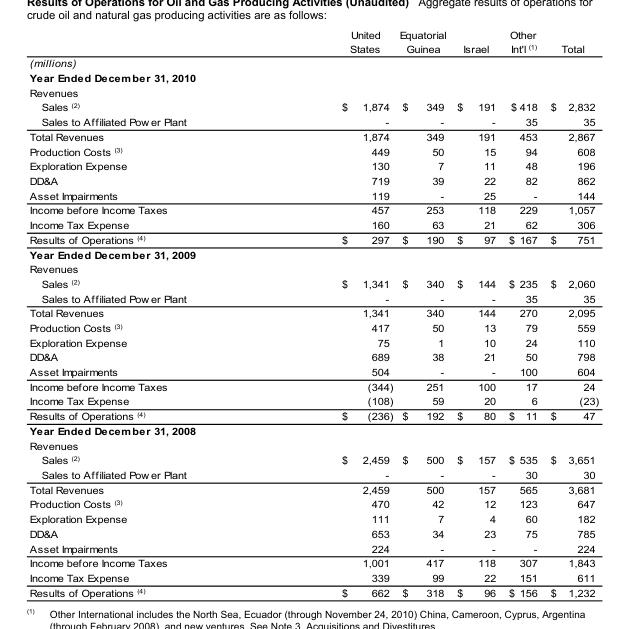 Results of Operations for Oil and Gas Producing Activities (Unaudited) Aggregate results of operations for
crude oil and natural gas producing activities are as follows:
United Equatorial Other
States Guinea Israel Int'l (1) Total
(millions)
Year Ended December 31, 2010
Revenues
Sales (2) $ 1,874 $ 349 $ 191 $ 418 $ 2,832
Sales to Affiliated Power Plant - - - 35 35
Total Revenues 1,874 349 191 453 2,867
Production Costs (3) 449 50 15 94 608
Exploration Expense 130 7 11 48 196
DD&A 719 39 22 82 862
Asset Impairments 119 - 25 - 144
Income before Income Taxes 457 253 118 229 1,057
Income Tax Expense 160 63 21 62 306
Results of Operations (4) $ 297 $ 190 $ 97 $ 167 $ 751
Year Ended December 31, 2009
Revenues
Sales (2) $ 1,341 $ 340 $ 144 $ 235 $ 2,060
Sales to Affiliated Power Plant - - - 35 35
Total Revenues 1,341 340 144 270 2,095
Production Costs (3) 417 50 13 79 559
Exploration Expense 75 1 10 24 110
DD&A 689 38 21 50 798
Asset Impairments 504 - - 100 604
Income before Income Taxes (344) 251 100 17 24
Income Tax Expense (108) 59 20 6 (23)
Results of Operations (4) $ (236) $ 192 $ 80 $ 11 $ 47
Year Ended December 31, 2008
Revenues
Sales (2) $ 2,459 $ 500 $ 157 $ 535 $ 3,651
Sales to Affiliated Power Plant - - - 30 30
Total Revenues 2,459 500 157 565 3,681
Production Costs (3) 470 42 12 123 647
Exploration Expense 111 7 4 60 182
DD&A 653 34 23 75 785
Asset Impairments 224 - - - 224
Income before Income Taxes 1,001 417 118 307 1,843
Income Tax Expense 339 99 22 151 611
Results of Operations (4) $ 662 $ 318 $ 96 $ 156 $ 1,232
(1) Other International includes the North Sea, Ecuador (through November 24, 2010) China, Cameroon, Cyprus, Argentina
(through February 2008), and new ventures. See Note 3. Acquisitions and Divestitures.